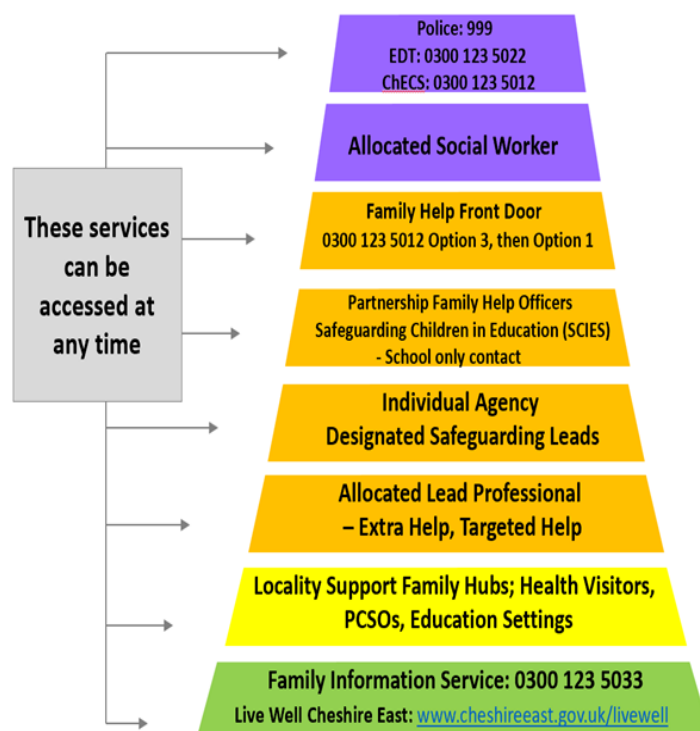 Police: 999
EDT: 0300 123 5022
ChECS: 0300 123 5012
Allocated Social Worker
These services
can be
accessed at
any time
Family Help Front Door
0300 123 5012 Option 3, then Option 1
Partnership Family Help Officers
Safeguarding Children in Education (SCIES)
- School only contact
Individual Agency
Designated Safeguarding Leads
Allocated Lead Professional
– Extra Help, Targeted Help
Locality Support Family Hubs; Health Visitors,
PCSOs, Education Settings
Family Information Service: 0300 123 5033
Live Well Cheshire East: www.cheshireeast.gov.uk/livewell